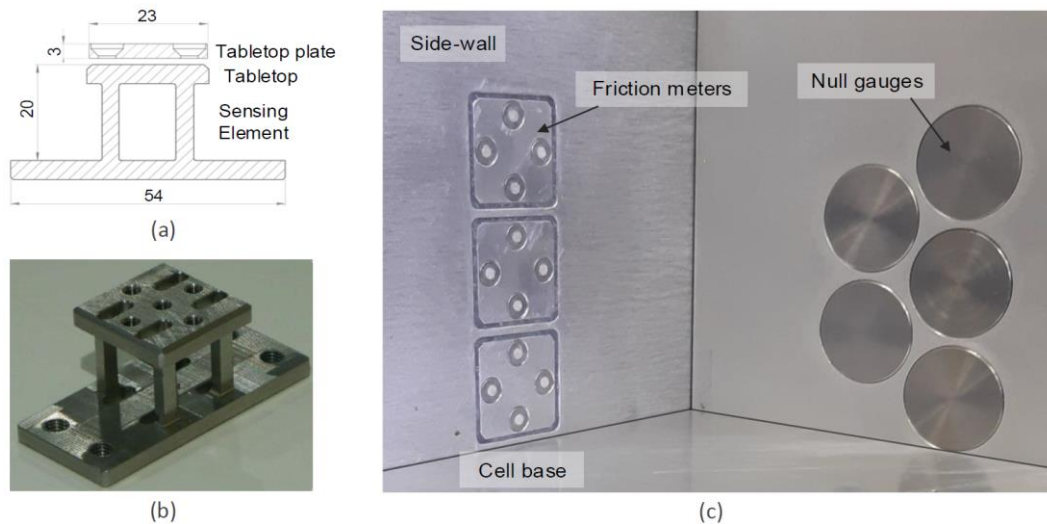 23
3
Tabletop plate
Tabletop
20
Sensing
Element
54
(a)
(b)
Side-wall
Friction meters
Null gauges
Cell base
(c)